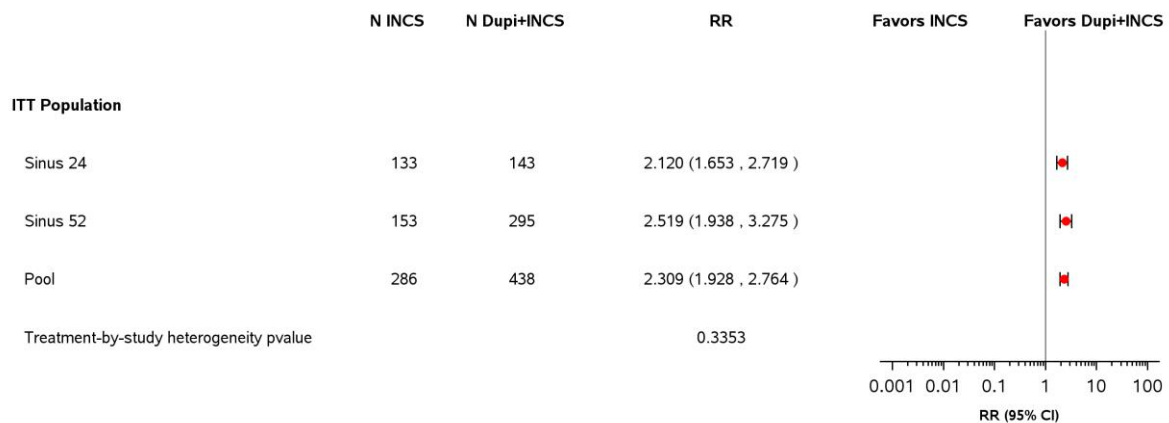 N INCS N Dupi+INCS RR Favors INCS Favors Dupi+INCS
ITT Population
Sinus 24 133 143 2.120 (1.653 , 2.719 )
Sinus 52 153 295 2.519 (1.938 , 3.275 )
Pool 286 438 2.309 (1.928 , 2.764 )
Treatment-by-study heterogeneity pvalue 0.3353
0.001 0.01 0.1 1 10 100
RR (95% CI)